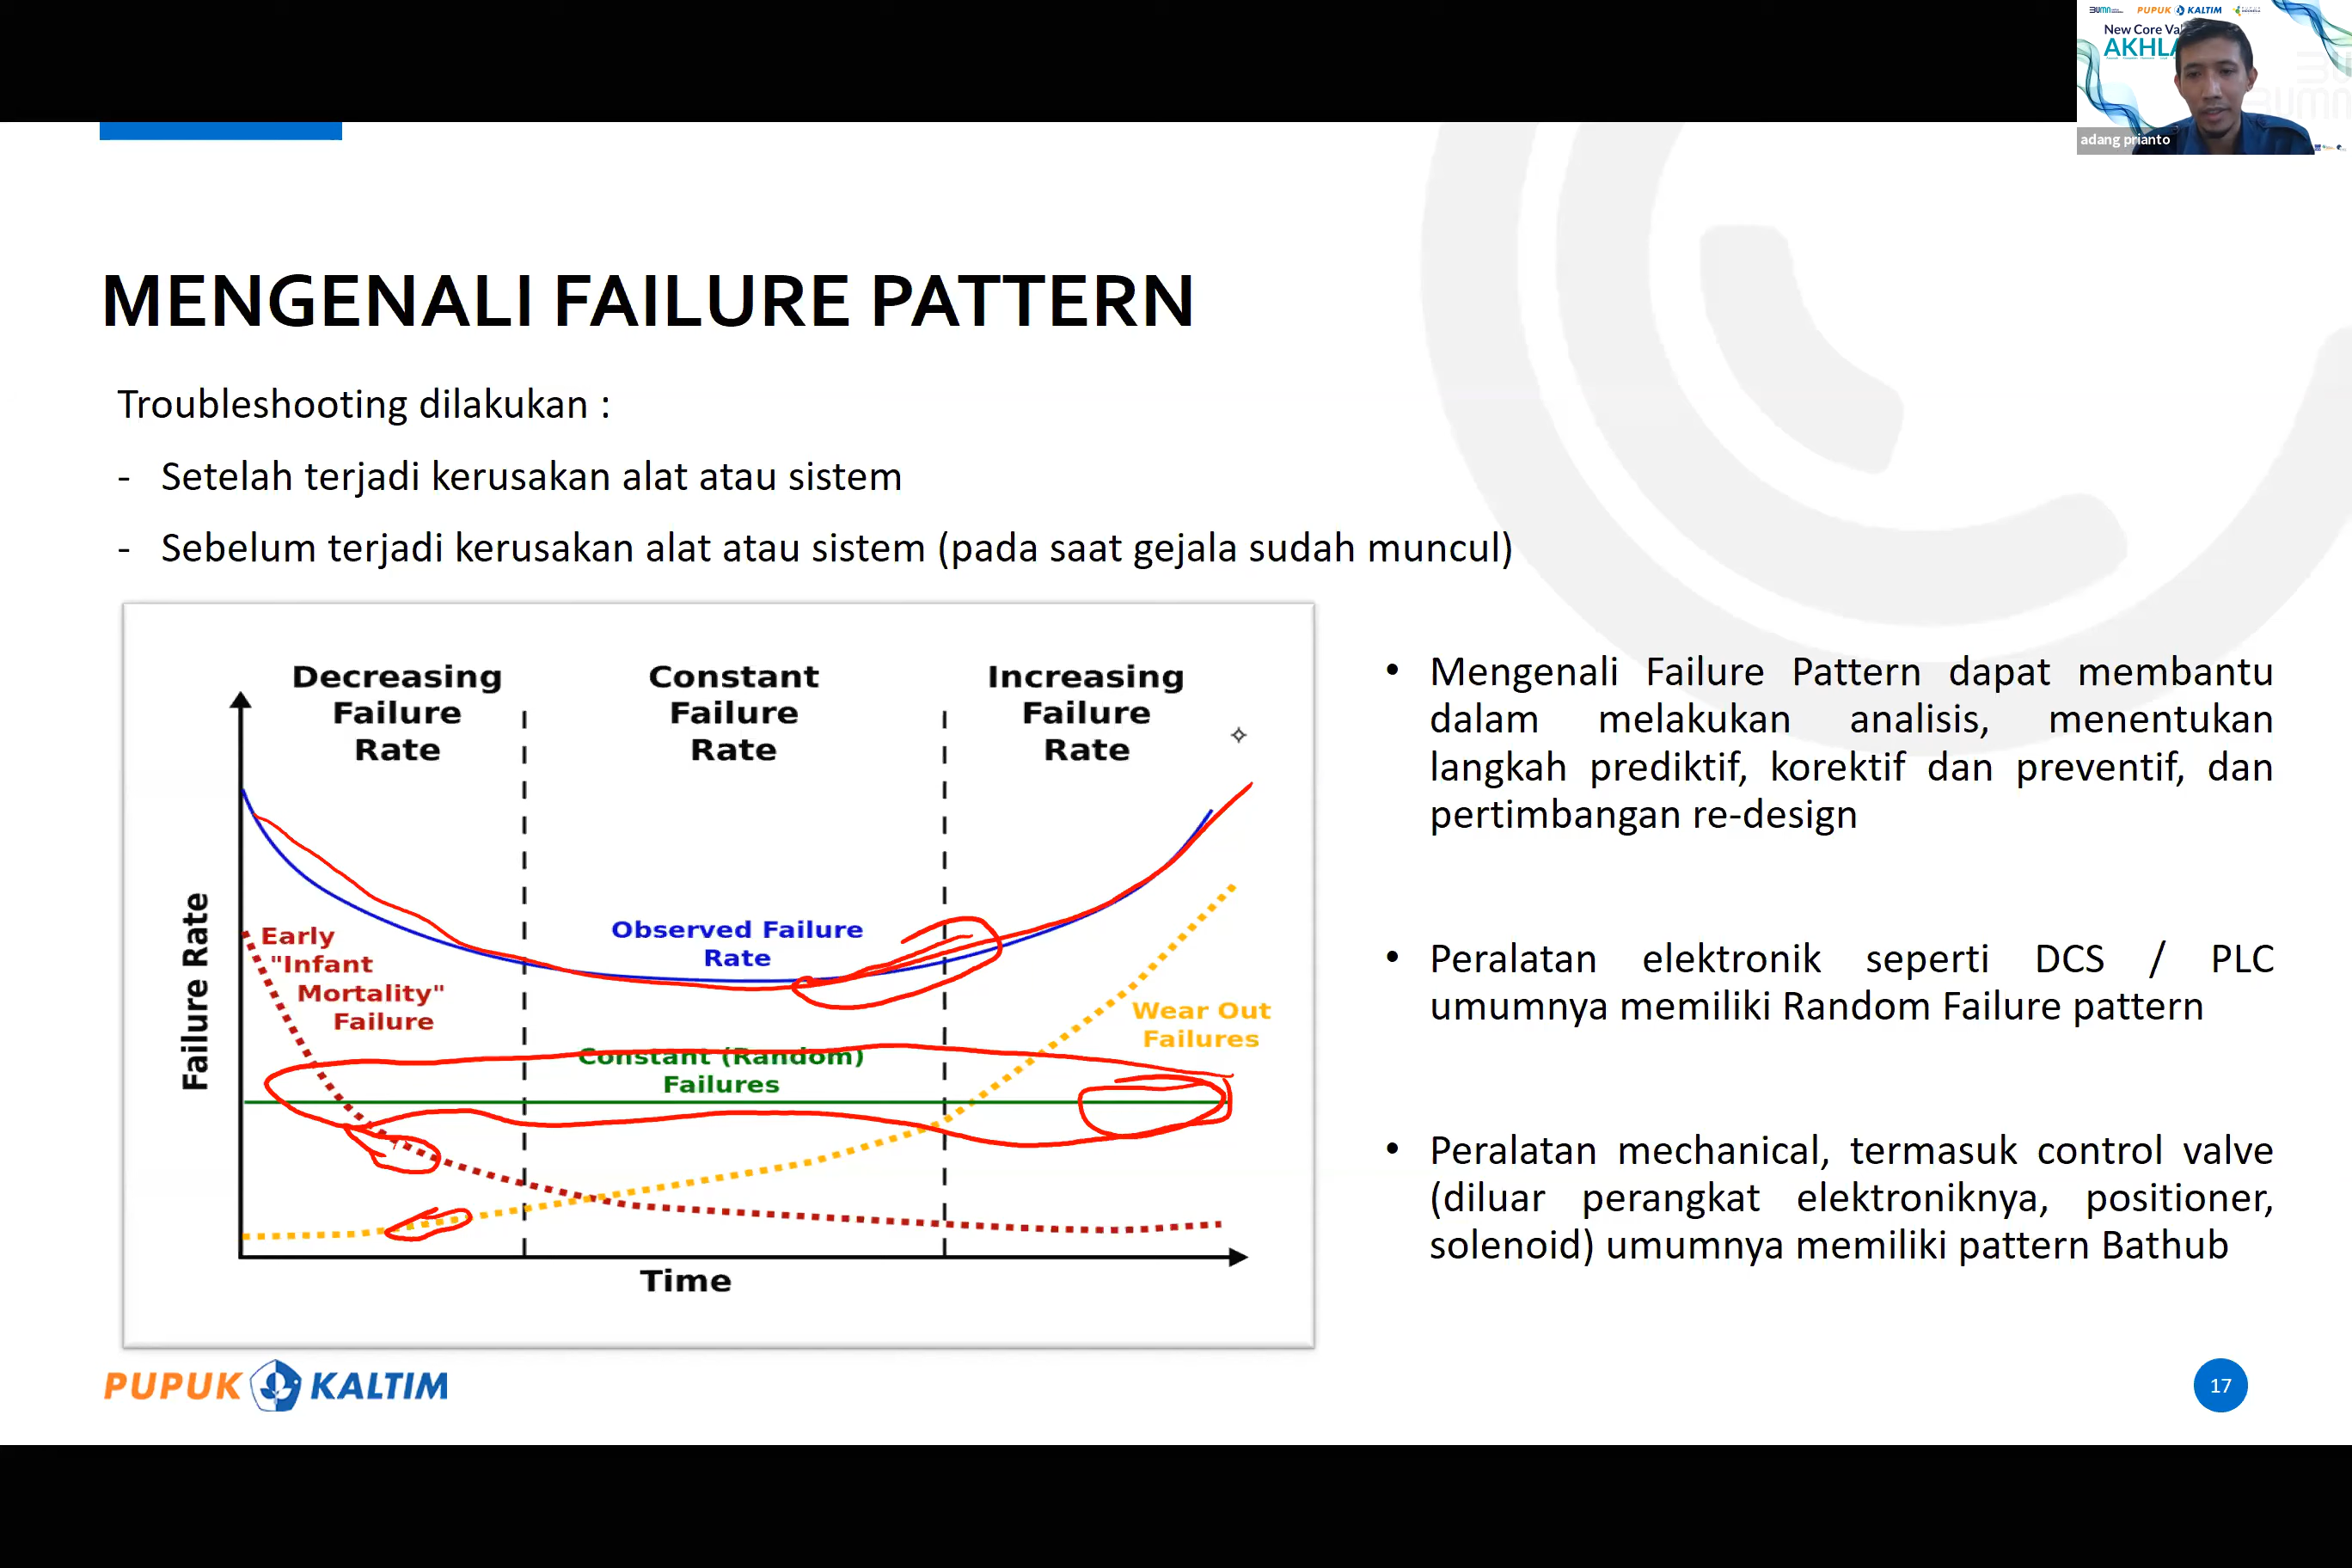 BUMN
PUPUK KALTIM
New Core Val
AKHLA
BUMN
adang prianto
MENGENALI FAILURE PATTERN
Troubleshooting dilakukan :
- Setelah terjadi kerusakan alat atau sistem
- Sebelum terjadi kerusakan alat atau sistem (pada saat gejala sudah muncul)
Decreasing
Failure
Rate
Constant
Failure
Rate
Increasing
Failure
Rate
Failure Rate
Early
"Infant
Mortality"
Failure
Observed Failure
Rate
Constant (Random)
Failures
Wear Out
Failures
Time
• Mengenali Failure Pattern dapat membantu
dalam melakukan analisis, menentukan
langkah prediktif, korektif dan preventif, dan
pertimbangan re-design
• Peralatan elektronik seperti DCS / PLC
umumnya memiliki Random Failure pattern
• Peralatan mechanical, termasuk control valve
(diluar perangkat elektroniknya, positioner,
solenoid) umumnya memiliki pattern Bathub
PUPUK KALTIM
17